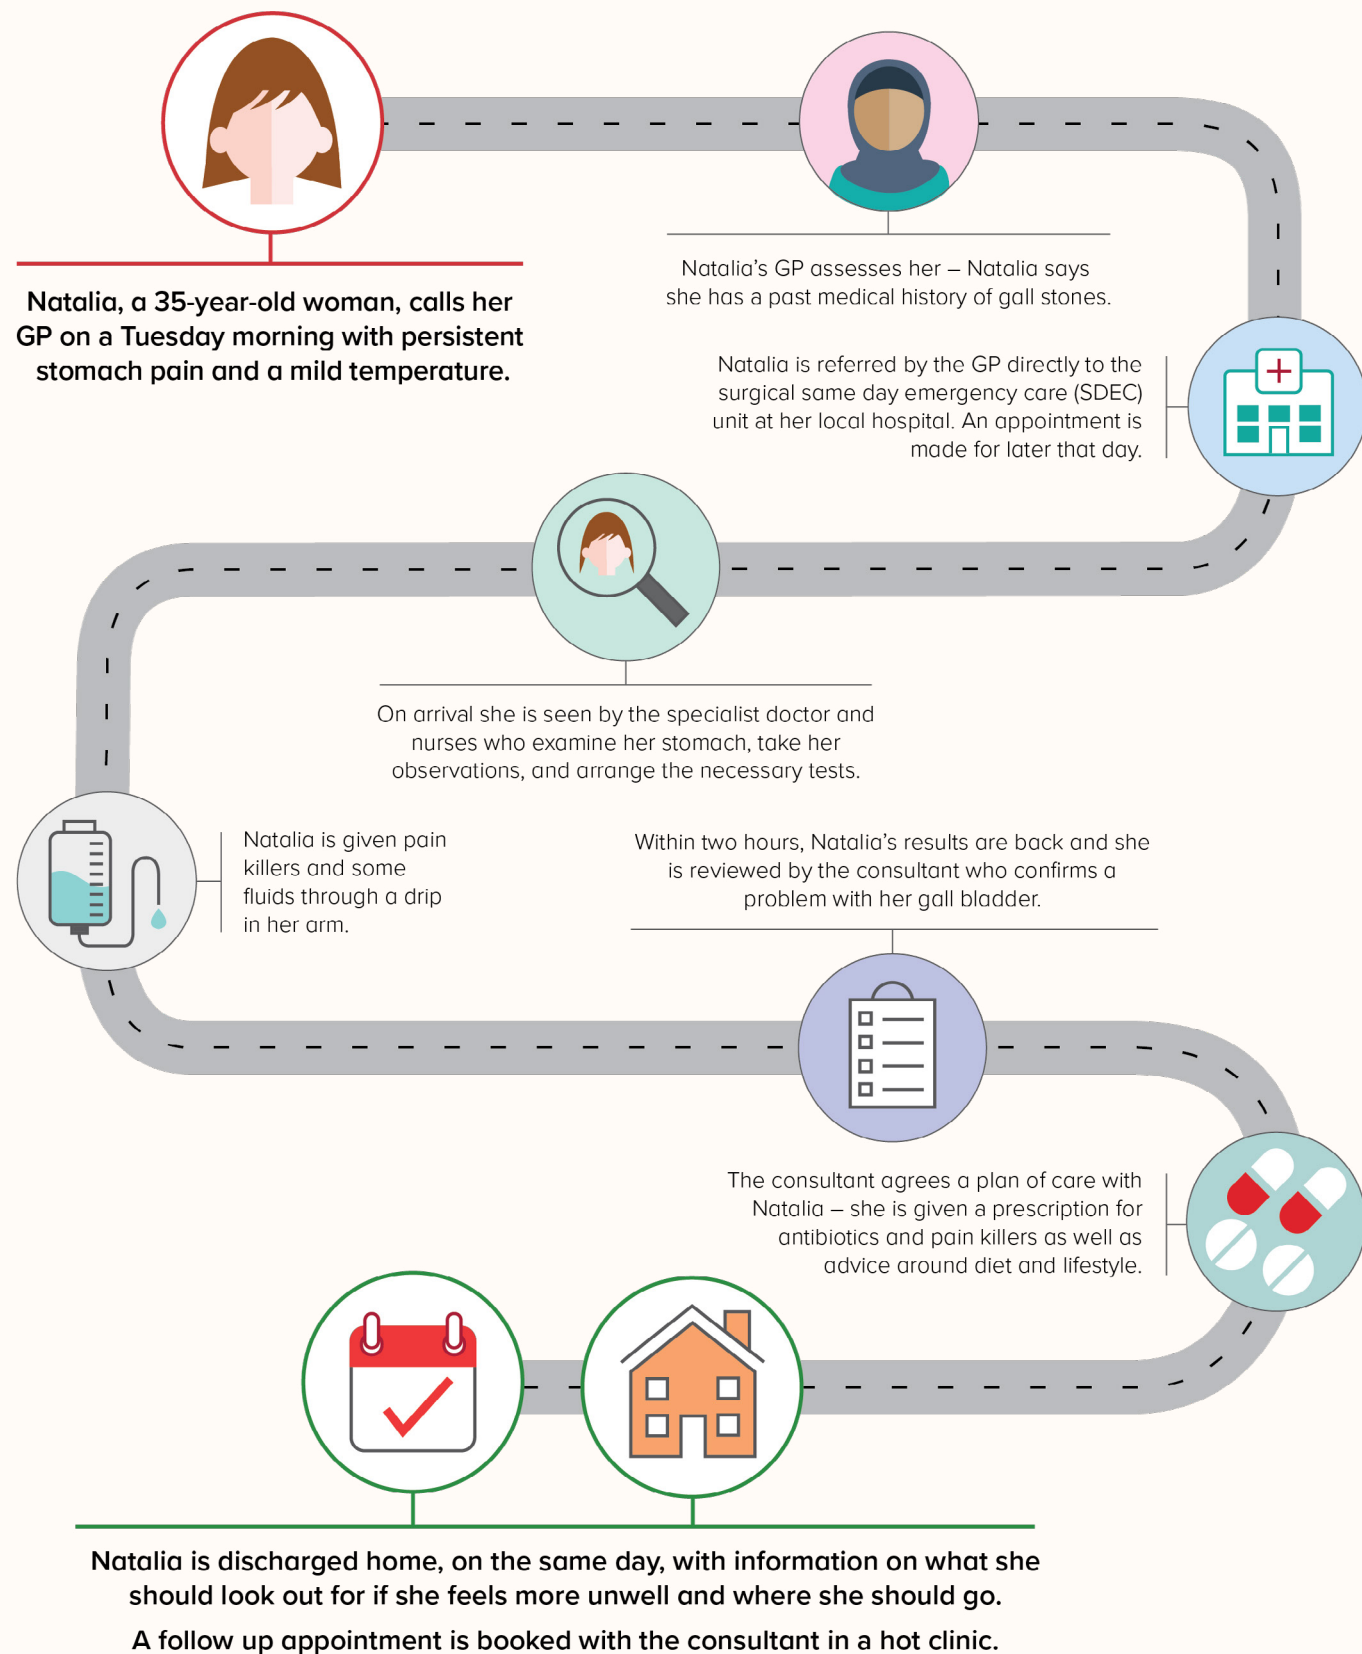 Natalia, a 35-year-old woman, calls her
GP on a Tuesday morning with persistent
stomach pain and a mild temperature.
Natalia’s GP assesses her – Natalia says
she has a past medical history of gall stones.
Natalia is referred by the GP directly to the
surgical same day emergency care (SDEC)
unit at her local hospital. An appointment is
made for later that day.
On arrival she is seen by the specialist doctor and
nurses who examine her stomach, take her
observations, and arrange the necessary tests.
Natalia is given pain
killers and some
fluids through a drip
in her arm.
Within two hours, Natalia’s results are back and she
is reviewed by the consultant who confirms a
problem with her gall bladder.
The consultant agrees a plan of care with
Natalia – she is given a prescription for
antibiotics and pain killers as well as
advice around diet and lifestyle.
Natalia is discharged home, on the same day, with information on what she
should look out for if she feels more unwell and where she should go.
A follow up appointment is booked with the consultant in a hot clinic.